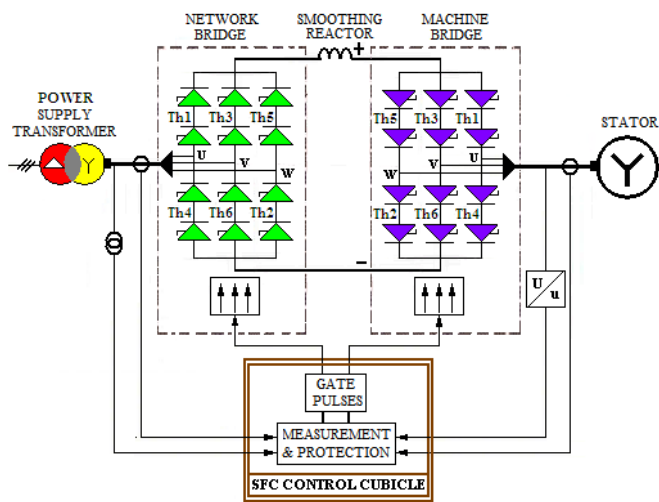 NETWORK
BRIDGE
SMOOTHING
REACTOR
MACHINE
BRIDGE
+
POWER
SUPPLY
TRANSFORMER
STATOR
Th1 Th3 Th5
Th5 Th3 Th1
U
V
W
U
V
W
Th4 Th6 Th2
Th2 Th6 Th4
Y
Y
–
U
u
GATE
PULSES
MEASUREMENT
& PROTECTION
SFC CONTROL CUBICLE